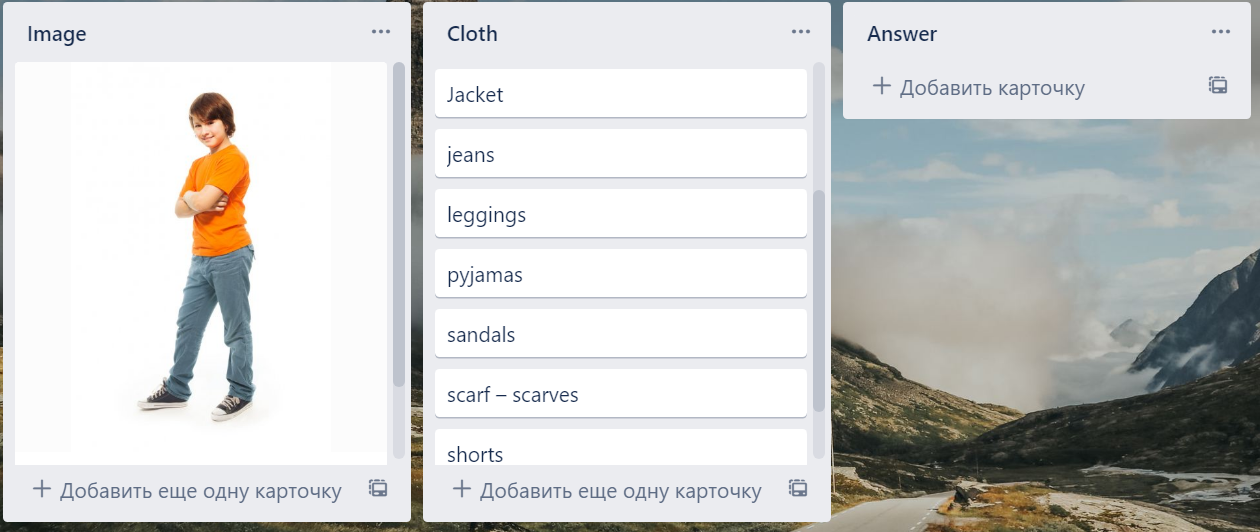 Image
Добавить еще одну карточку
Cloth
Jacket
jeans
leggings
pyjamas
sandals
scarf – scarves
shorts
Добавить еще одну карточку
Answer
Добавить карточку